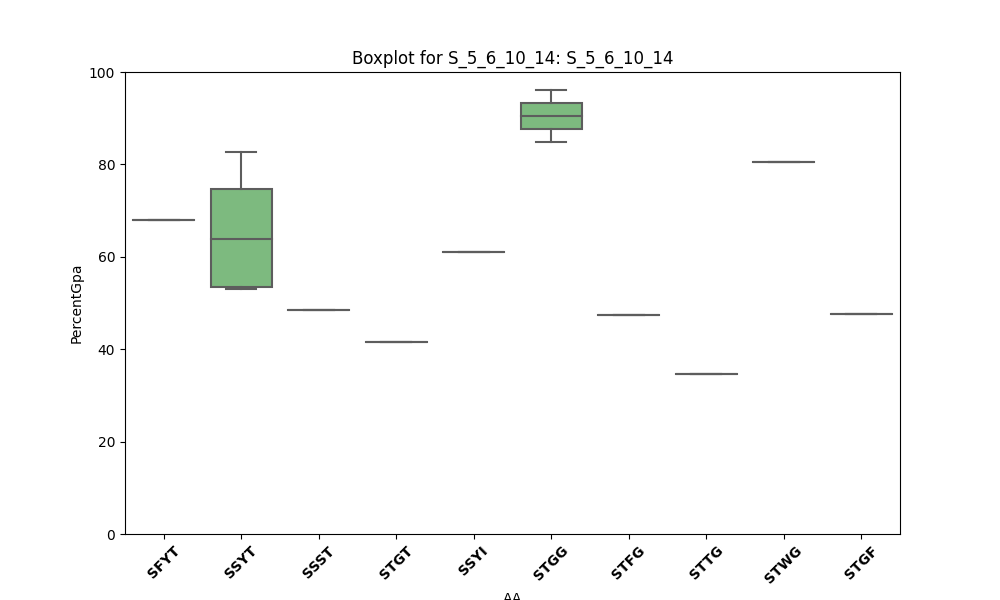 Boxplot for S_5_6_10_14: S_5_6_10_14
100
80
60
40
20
0
PercentGpa
SFYT
SSYT
SSST
STGT
SSYI
STGG
STFG
STTG
STWG
STGF
AA